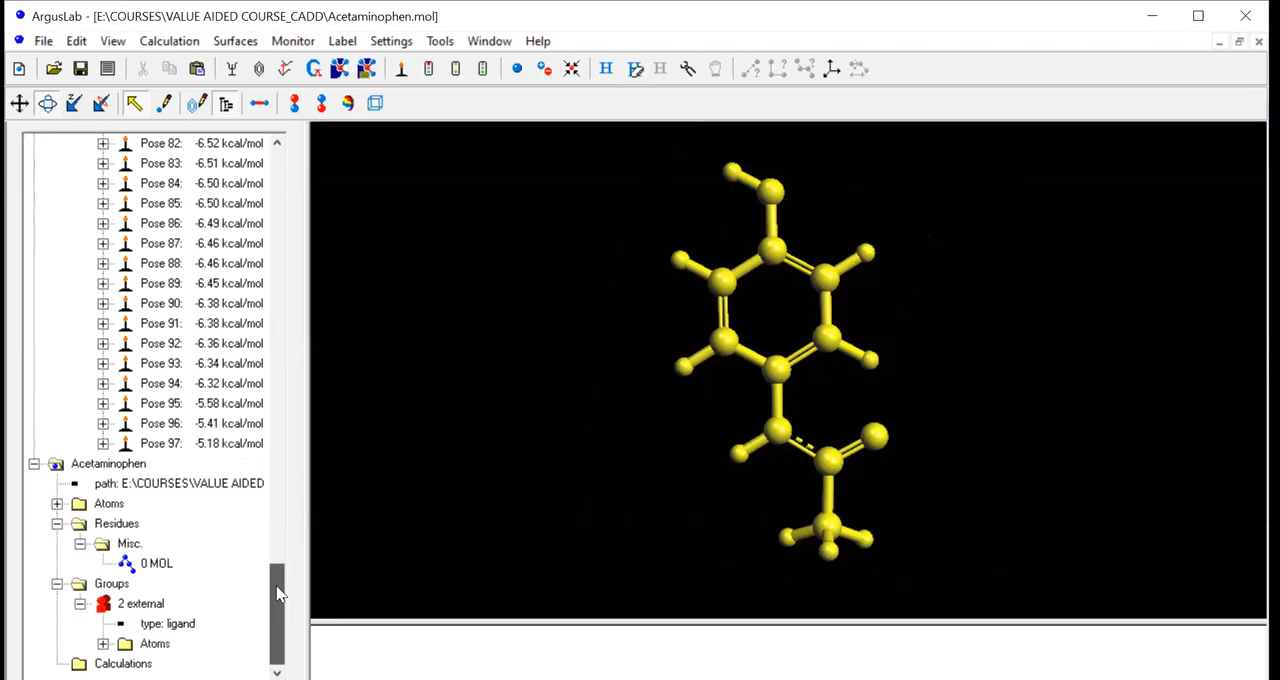 ArgusLab - [E:\COURSES\VALUE AIDED COURSE_CADD\Acetaminophen.mol]
File Edit View Calculation Surfaces Monitor Label Settings Tools Window Help
Pose 82: -6.52 kcal/mol
Pose 83: -6.51 kcal/mol
Pose 84: -6.50 kcal/mol
Pose 85: -6.50 kcal/mol
Pose 86: -6.49 kcal/mol
Pose 87: -6.46 kcal/mol
Pose 88: -6.46 kcal/mol
Pose 89: -6.45 kcal/mol
Pose 90: -6.38 kcal/mol
Pose 91: -6.38 kcal/mol
Pose 92: -6.36 kcal/mol
Pose 93: -6.34 kcal/mol
Pose 94: -6.32 kcal/mol
Pose 95: -5.58 kcal/mol
Pose 96: -5.41 kcal/mol
Pose 97: -5.18 kcal/mol
Acetaminophen
path: E:\COURSES\VALUE AIDED
Atoms
Residues
Misc.
0 MOL
Groups
2 external
type: ligand
Atoms
Calculations